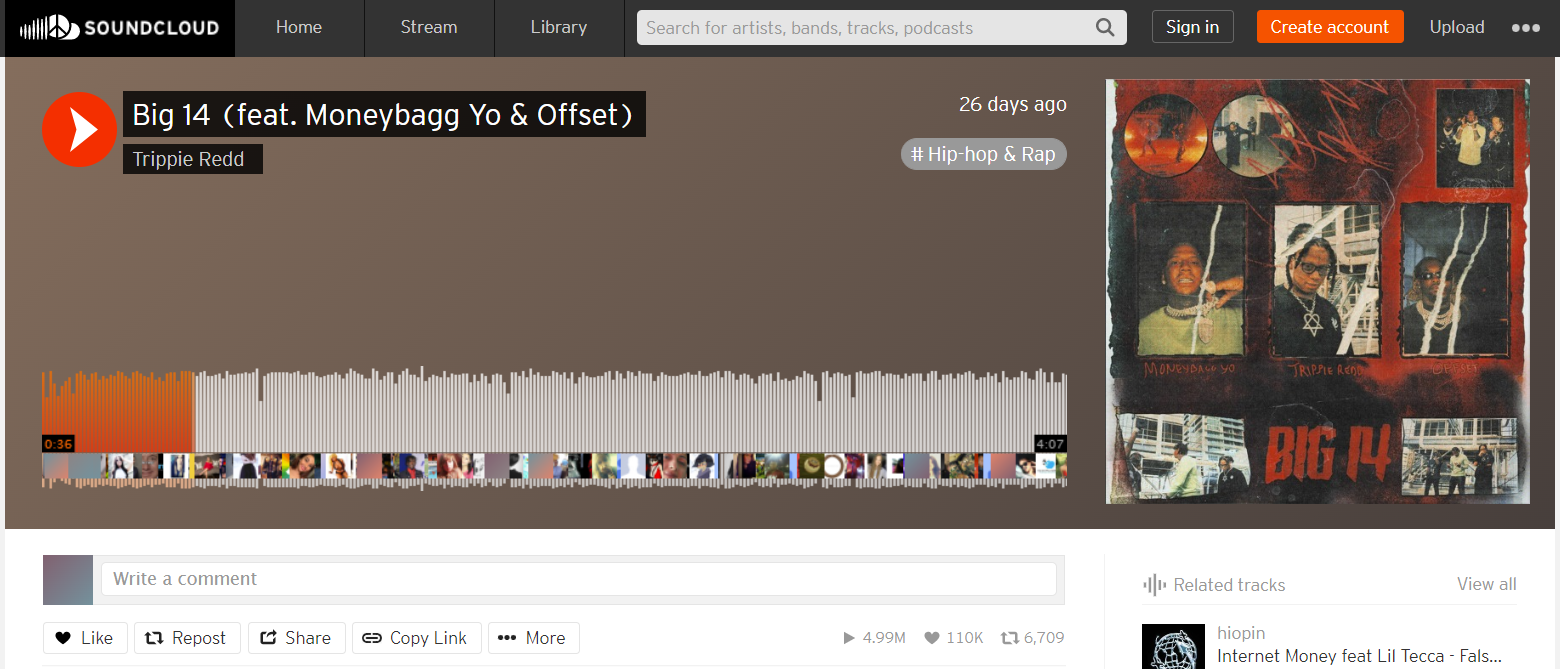 SOUNDCLOUD
Home
Stream
Library
Search for artists, bands, tracks, podcasts
Sign in
Create account
Upload
Big 14 (feat. Moneybagg Yo & Offset)
Trippie Redd
26 days ago
# Hip-hop & Rap
0:36
4:07
MONEYBAGG YO
TRIPPIE REDD
OFFSET
BIG 14
Write a comment
Like
Repost
Share
Copy Link
More
4.99M
110K
6,709
Related tracks
View all
hiopin
Internet Money feat Lil Tecca - Fals...